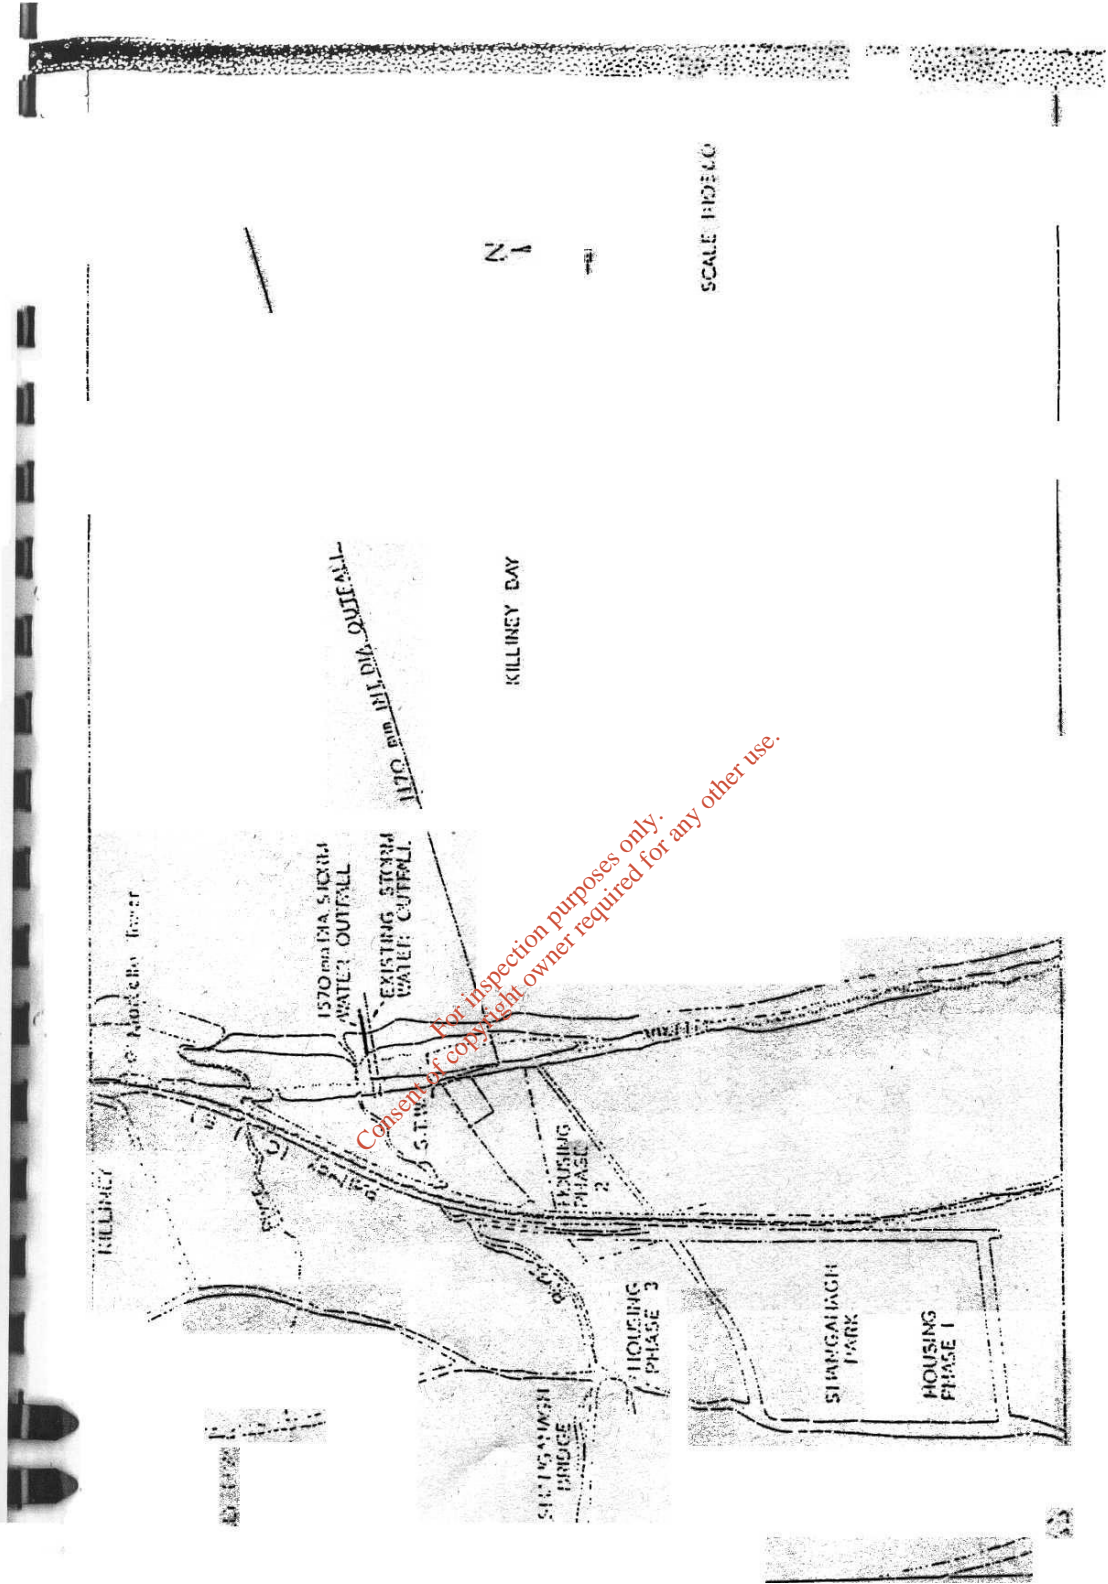 N
KILLINEY BAY
1170 mm INT. DIA. OUTFALL
1570 mm DIA. STORM
WATER OUTFALL
EXISTING STORM
WATER OUTFALL
Martello Tower
KILLINEY
S.T.W.
HOUSING
PHASE
2
HOUSING
PHASE 3
SHANGANAGH
BRIDGE
SHANGANAGH
PARK
HOUSING
PHASE 1
SCALE
For inspection purposes only.
Consent of copyright owner required for any other use.